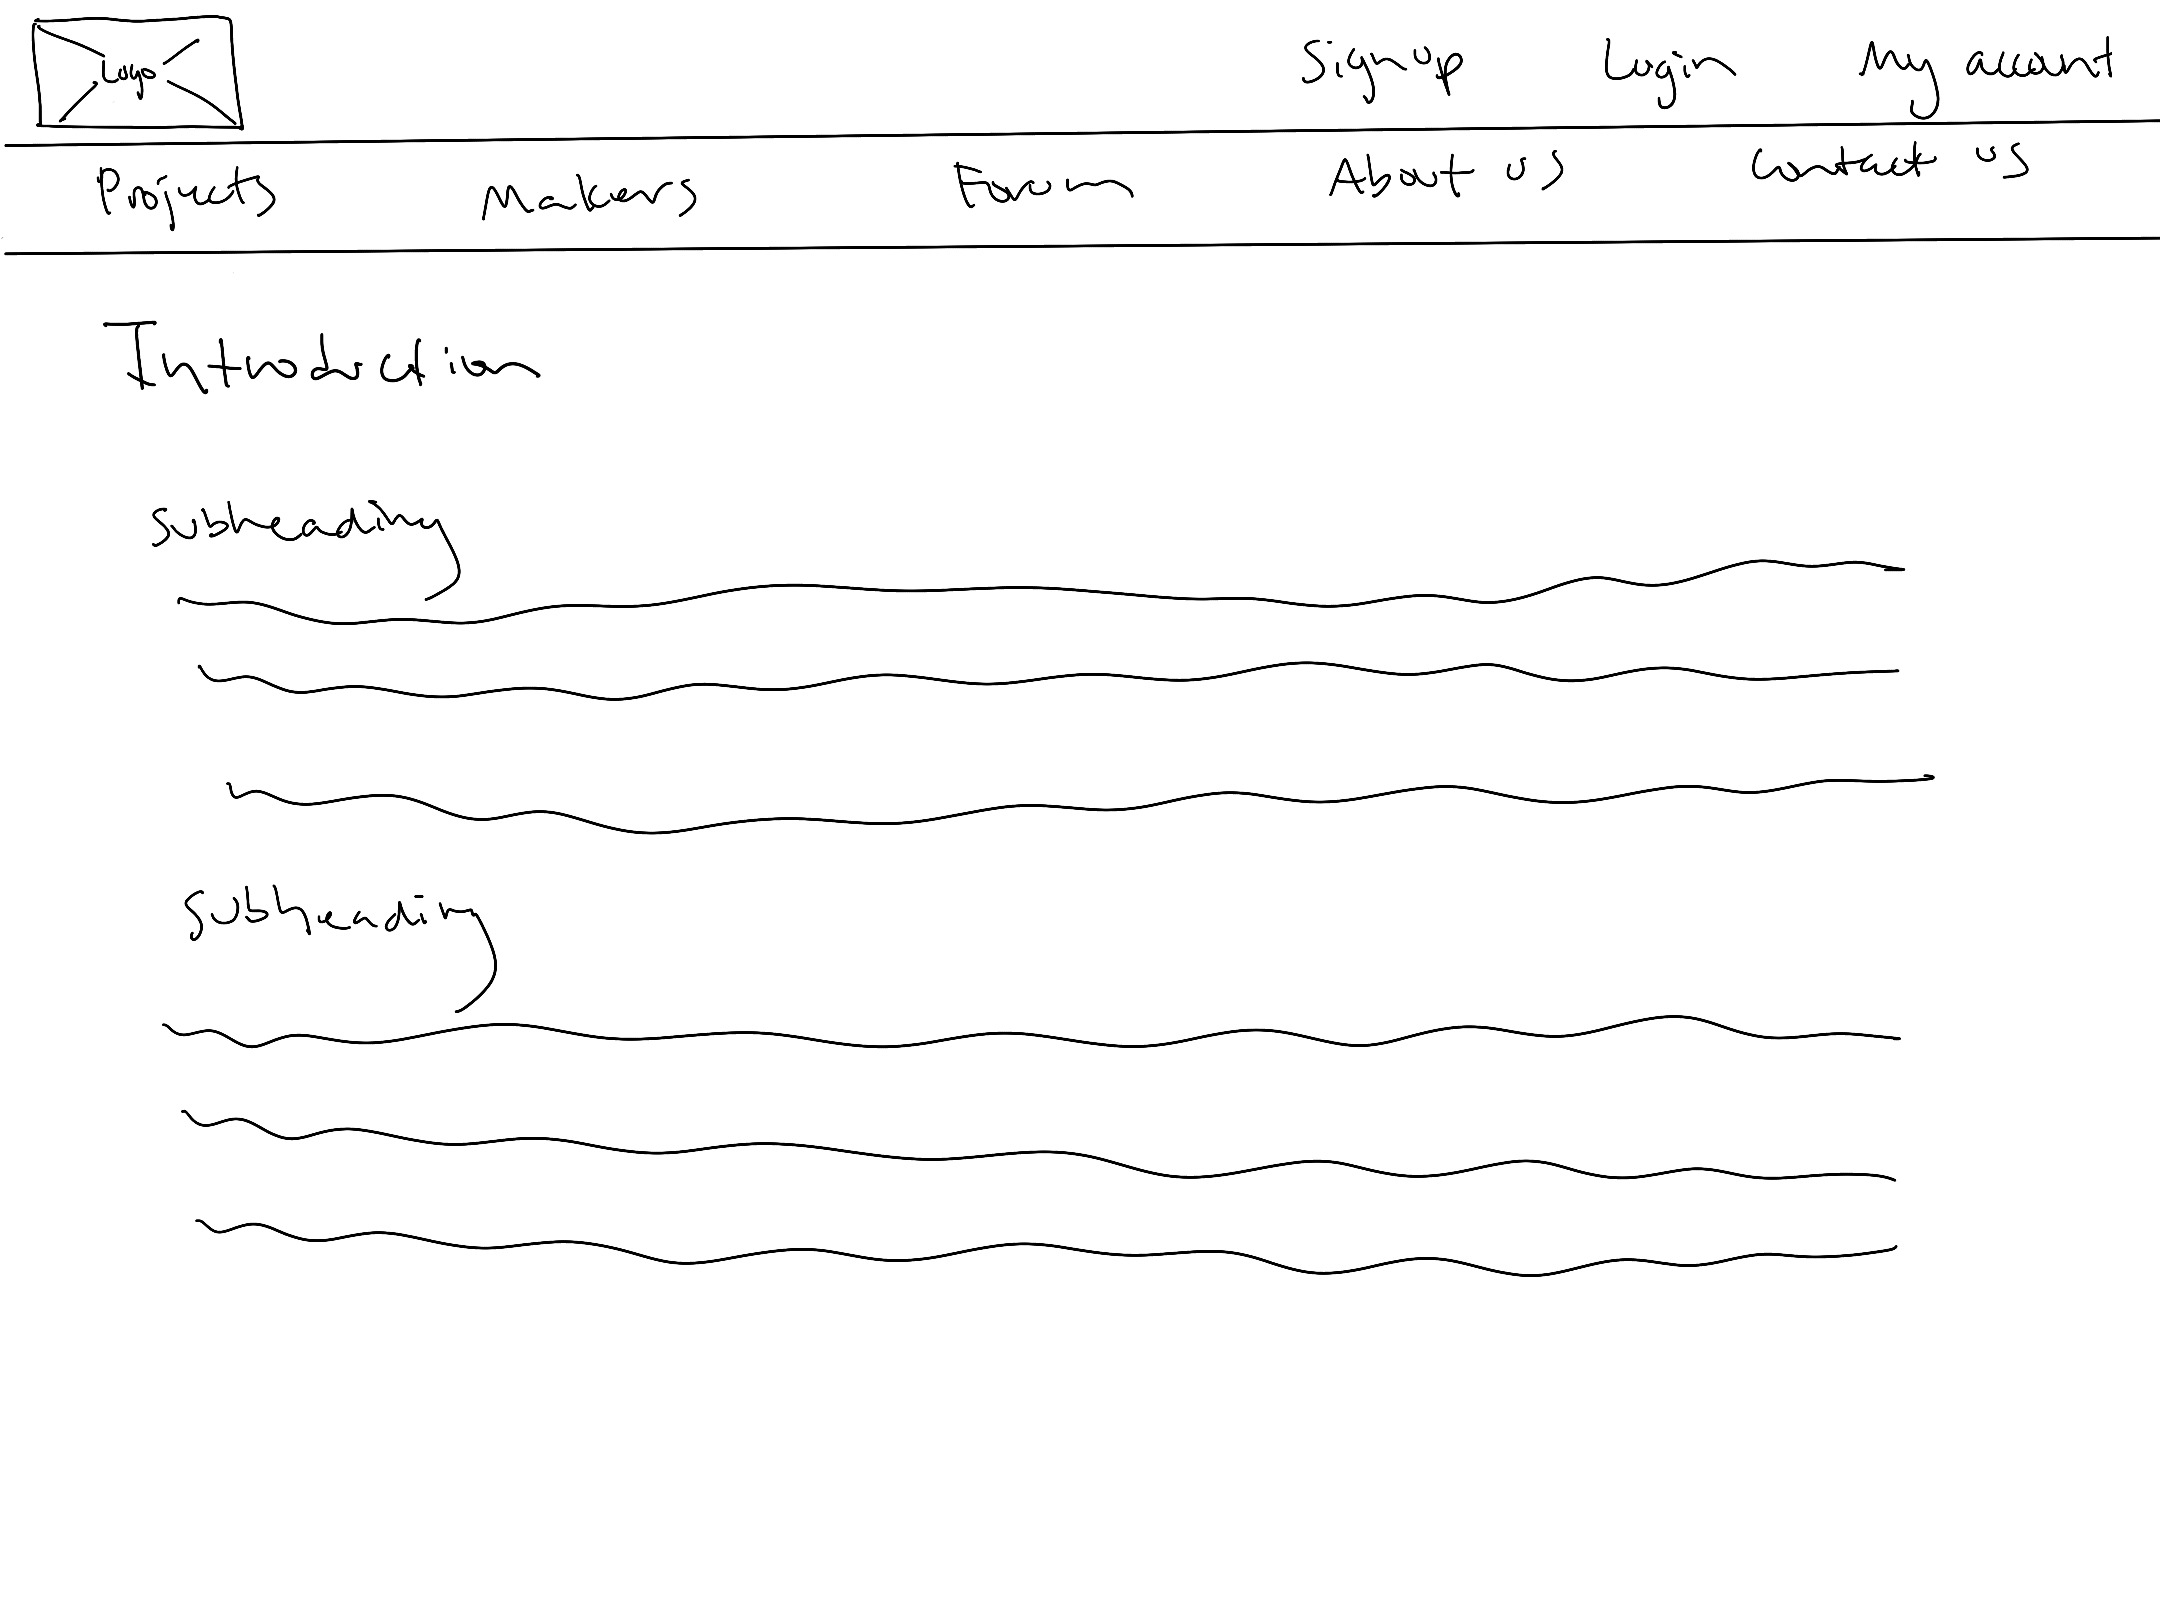 Logo Signup Login My account
Projects Makers Forum About us Contact us
Introduction
Subheading
Subheading